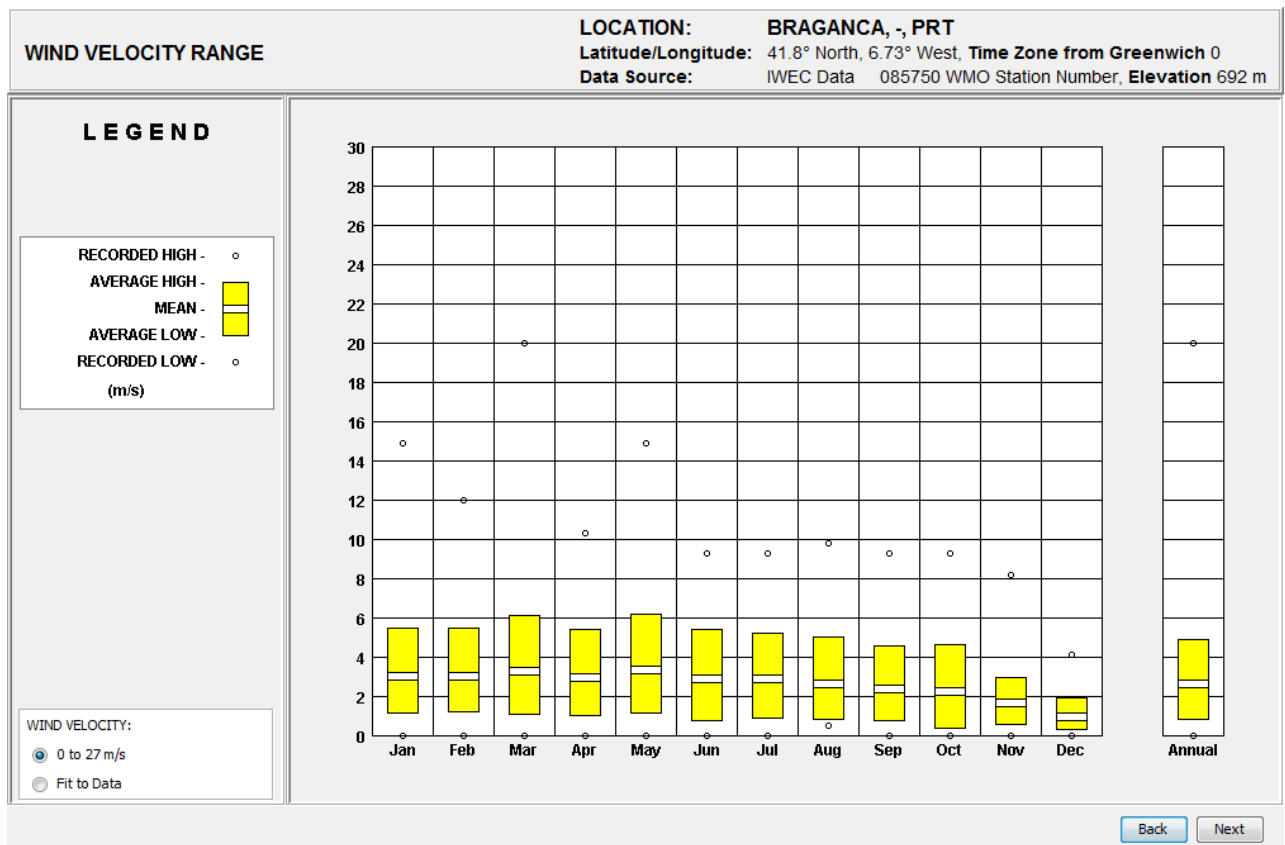 WIND VELOCITY RANGE
LOCATION: BRAGANCA, -, PRT
Latitude/Longitude: 41.8° North, 6.73° West, Time Zone from Greenwich 0
Data Source: IWEC Data 085750 WMO Station Number, Elevation 692 m
LEGEND
RECORDED HIGH -
AVERAGE HIGH -
MEAN -
AVERAGE LOW -
RECORDED LOW -
(m/s)
WIND VELOCITY:
0 to 27 m/s
Fit to Data
30
28
26
24
22
20
18
16
14
12
10
8
6
4
2
0
Jan Feb Mar Apr May Jun Jul Aug Sep Oct Nov Dec Annual
Back Next